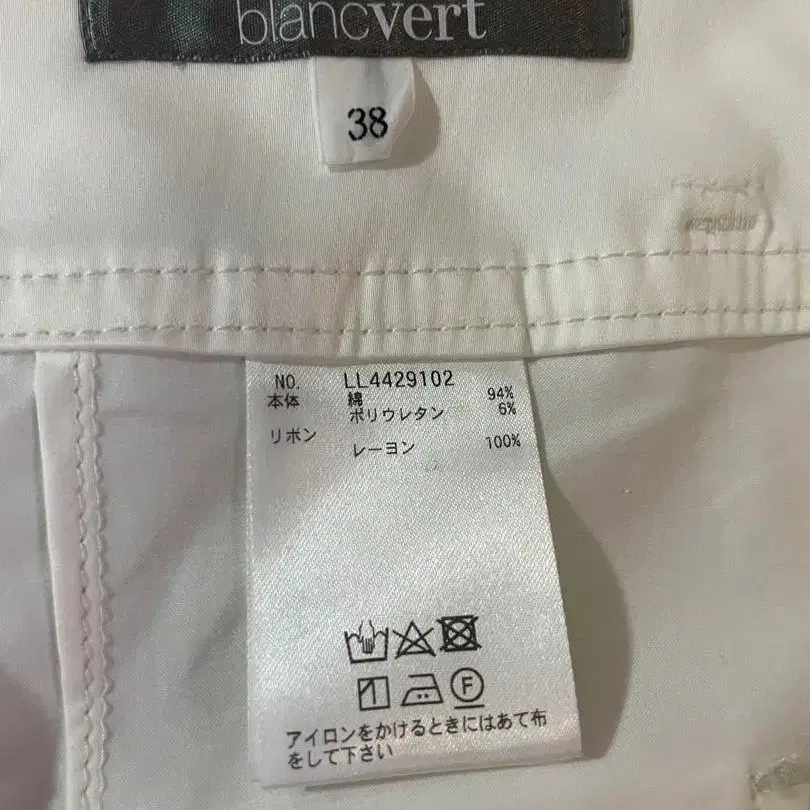 blancvert
38
NO. LL4429102
本体 綿 94%
ポリウレタン 6%
リボン レーヨン 100%
F
アイロンをかけるときにはあて布
をして下さい